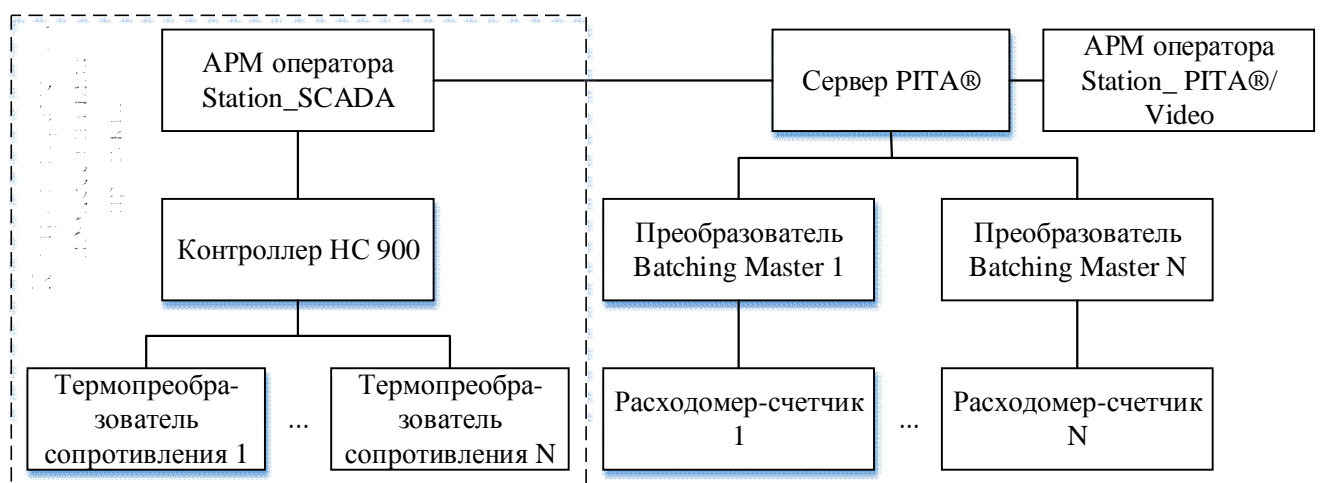 АРМ оператора
Station_SCADA
Сервер PITA®
АРМ оператора
Station_ PITA®/
Video
Контроллер HC 900
Преобразователь
Batching Master 1
Преобразователь
Batching Master N
Термопреобра-
зователь
сопротивления 1
...
Термопреобра-
зователь
сопротивления N
Расходомер-счетчик
1
...
Расходомер-счетчик
N